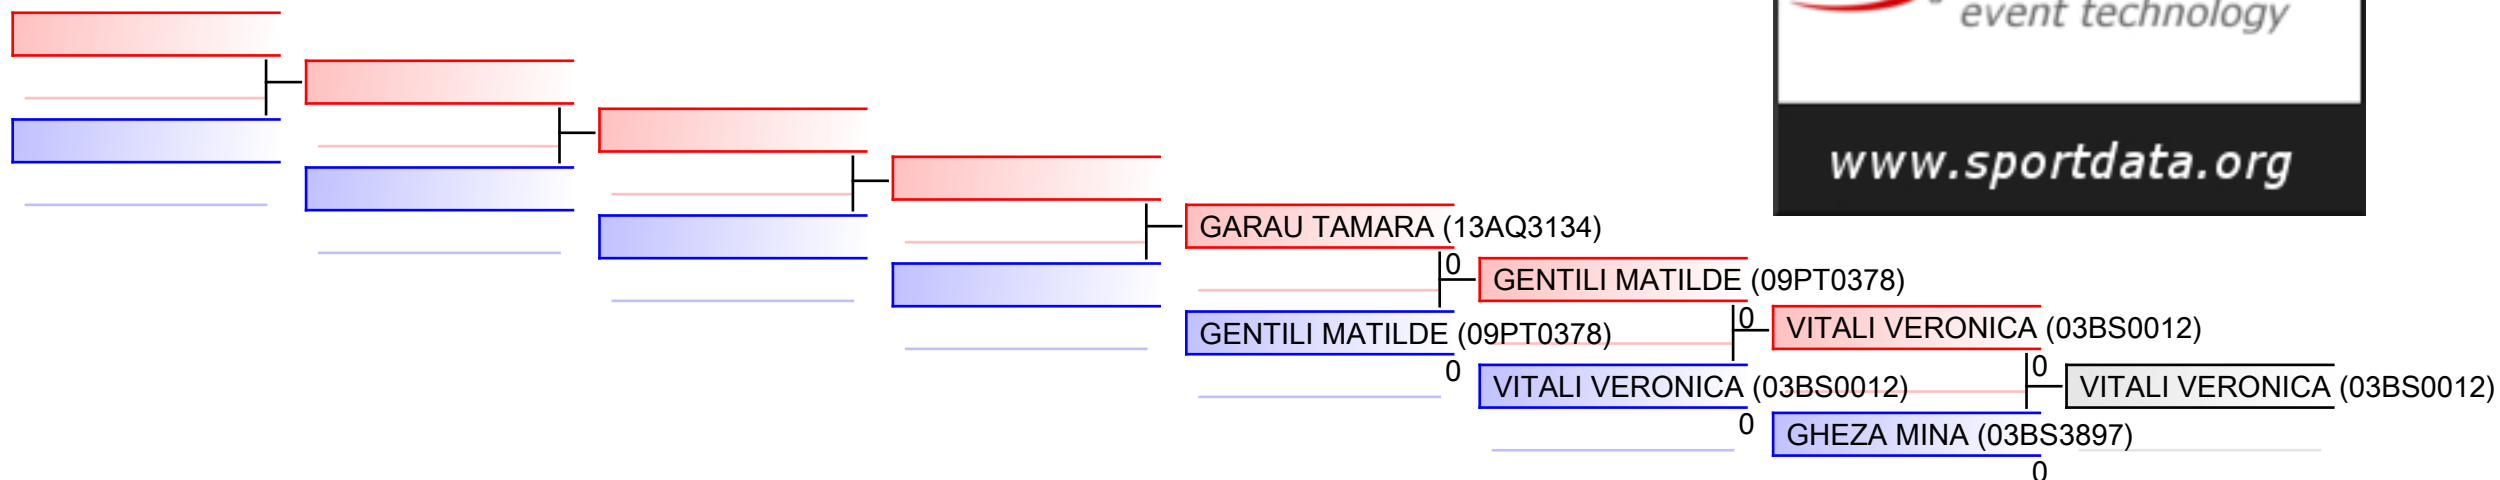 event technology
www.sportdata.org
GARAU TAMARA (13AQ3134)
0
GENTILI MATILDE (09PT0378)
0
GENTILI MATILDE (09PT0378)
0
VITALI VERONICA (03BS0012)
0
VITALI VERONICA (03BS0012)
0
GHEZA MINA (03BS3897)
0
VITALI VERONICA (03BS0012)